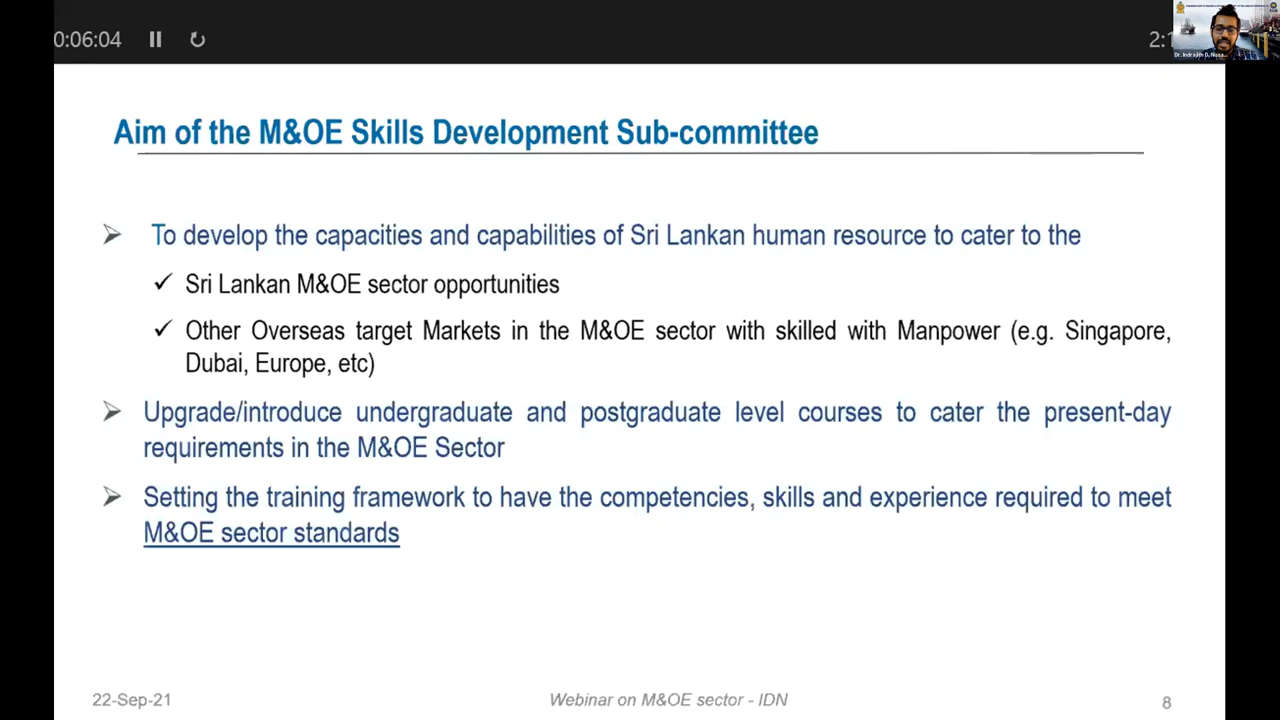 0:06:04
2:1
Aim of the M&OE Skills Development Sub-committee
To develop the capacities and capabilities of Sri Lankan human resource to cater to the
Sri Lankan M&OE sector opportunities
Other Overseas target Markets in the M&OE sector with skilled with Manpower (e.g. Singapore,
Dubai, Europe, etc)
Upgrade/introduce undergraduate and postgraduate level courses to cater the present-day
requirements in the M&OE Sector
Setting the training framework to have the competencies, skills and experience required to meet
M&OE sector standards
22-Sep-21
Webinar on M&OE sector - IDN
8